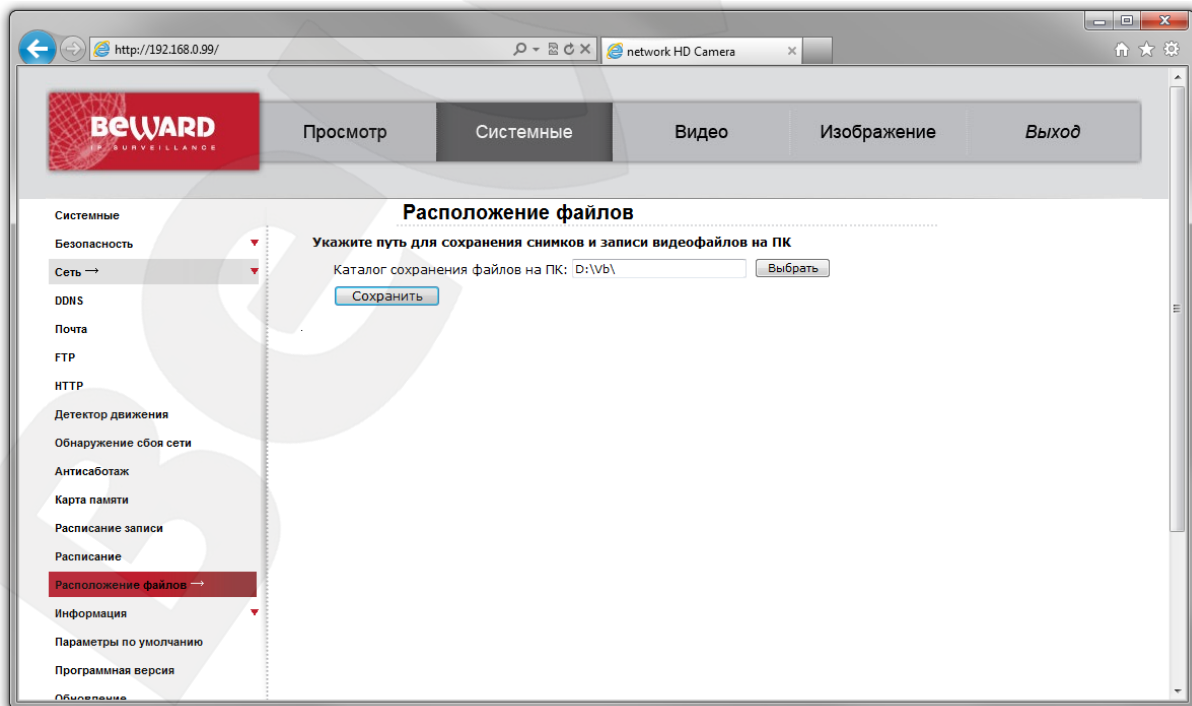 http://192.168.0.99/
network HD Camera
BEWARD
IP SURVEILLANCE
Просмотр
Системные
Видео
Изображение
Выход
Системные
Безопасность
Сеть →
DDNS
Почта
FTP
HTTP
Детектор движения
Обнаружение сбоя сети
Антисаботаж
Карта памяти
Расписание записи
Расписание
Расположение файлов →
Информация
Параметры по умолчанию
Программная версия
Обновление
Расположение файлов
Укажите путь для сохранения снимков и записи видеофайлов на ПК
Каталог сохранения файлов на ПК: D:\Vb\ Выбрать
Сохранить